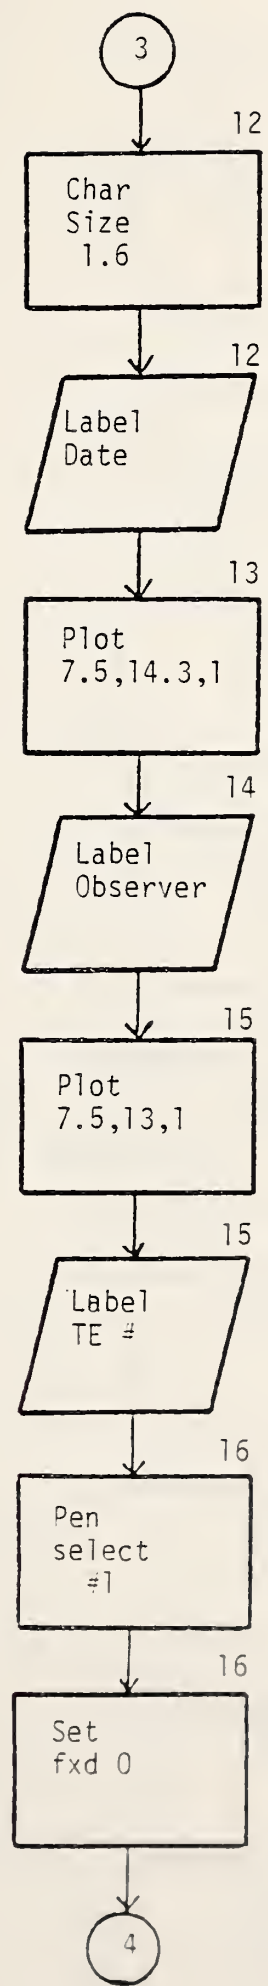 3
12
Char
Size
1.6
12
Label
Date
13
Plot
7.5,14.3,1
14
Label
Observer
15
Plot
7.5,13,1
15
Label
TE #
16
Pen
select
#1
16
Set
fxd 0
4